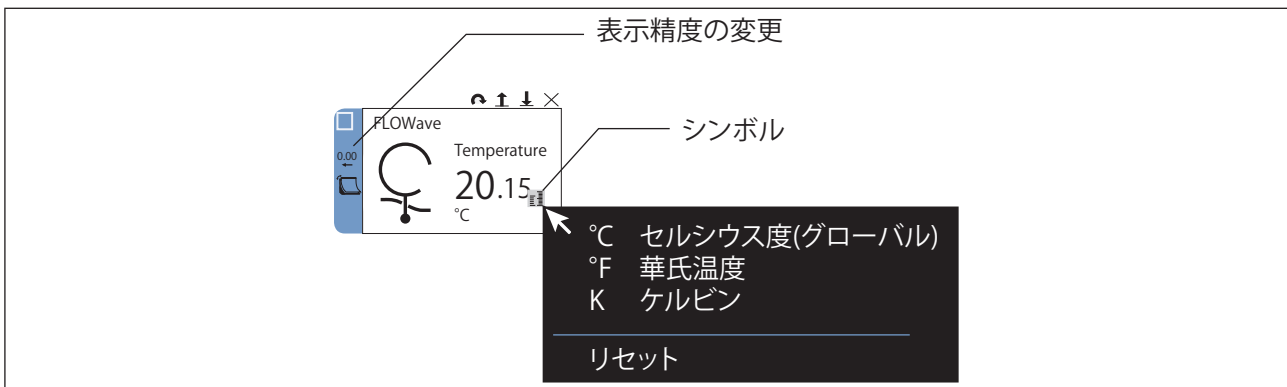 表示精度の変更
FLOWave
シンボル
0.00
Temperature
20.15
°C
°C セルシウス度(グローバル)
°F 華氏温度
K ケルビン
リセット